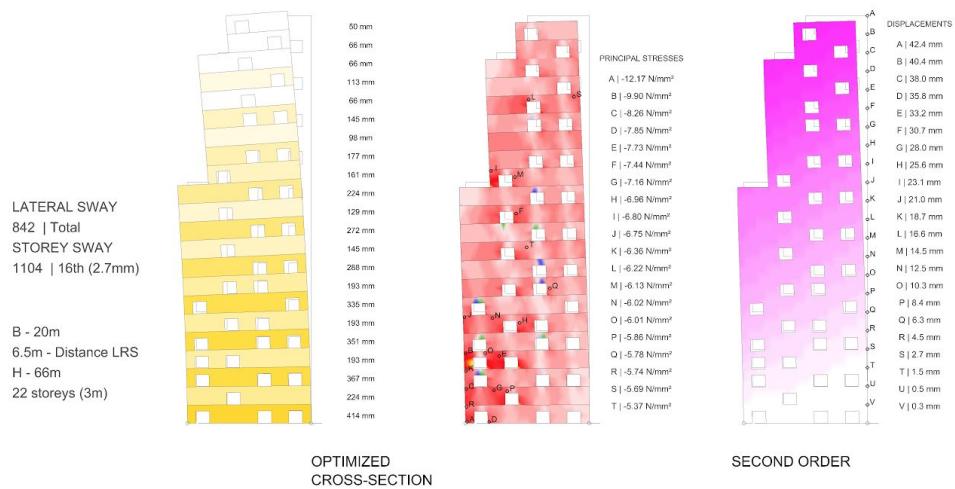 LATERAL SWAY
842 | Total
STOREY SWAY
1104 | 16th (2.7mm)
B - 20m
6.5m - Distance LRS
H - 66m
22 storeys (3m)
50 mm
66 mm
66 mm
113 mm
66 mm
145 mm
98 mm
177 mm
161 mm
224 mm
129 mm
272 mm
145 mm
288 mm
193 mm
335 mm
193 mm
351 mm
193 mm
367 mm
224 mm
414 mm
OPTIMIZED
CROSS-SECTION
L
S
L
M
F
T
Q
J
N
H
B
O
E
K
C
G
P
R
A
D
PRINCIPAL STRESSES
A | -12.17 N/mm²
B | -9.90 N/mm²
C | -8.26 N/mm²
D | -7.85 N/mm²
E | -7.73 N/mm²
F | -7.44 N/mm²
G | -7.16 N/mm²
H | -6.96 N/mm²
I | -6.80 N/mm²
J | -6.75 N/mm²
K | -6.36 N/mm²
L | -6.22 N/mm²
M | -6.13 N/mm²
N | -6.02 N/mm²
O | -6.01 N/mm²
P | -5.86 N/mm²
Q | -5.78 N/mm²
R | -5.74 N/mm²
S | -5.69 N/mm²
T | -5.37 N/mm²
A
B
C
D
E
F
G
H
I
J
K
L
M
N
O
P
Q
R
S
T
U
V
SECOND ORDER
DISPLACEMENTS
A | 42.4 mm
B | 40.4 mm
C | 38.0 mm
D | 35.8 mm
E | 33.2 mm
F | 30.7 mm
G | 28.0 mm
H | 25.6 mm
I | 23.1 mm
J | 21.0 mm
K | 18.7 mm
L | 16.6 mm
M | 14.5 mm
N | 12.5 mm
O | 10.3 mm
P | 8.4 mm
Q | 6.3 mm
R | 4.5 mm
S | 2.7 mm
T | 1.5 mm
U | 0.5 mm
V | 0.3 mm